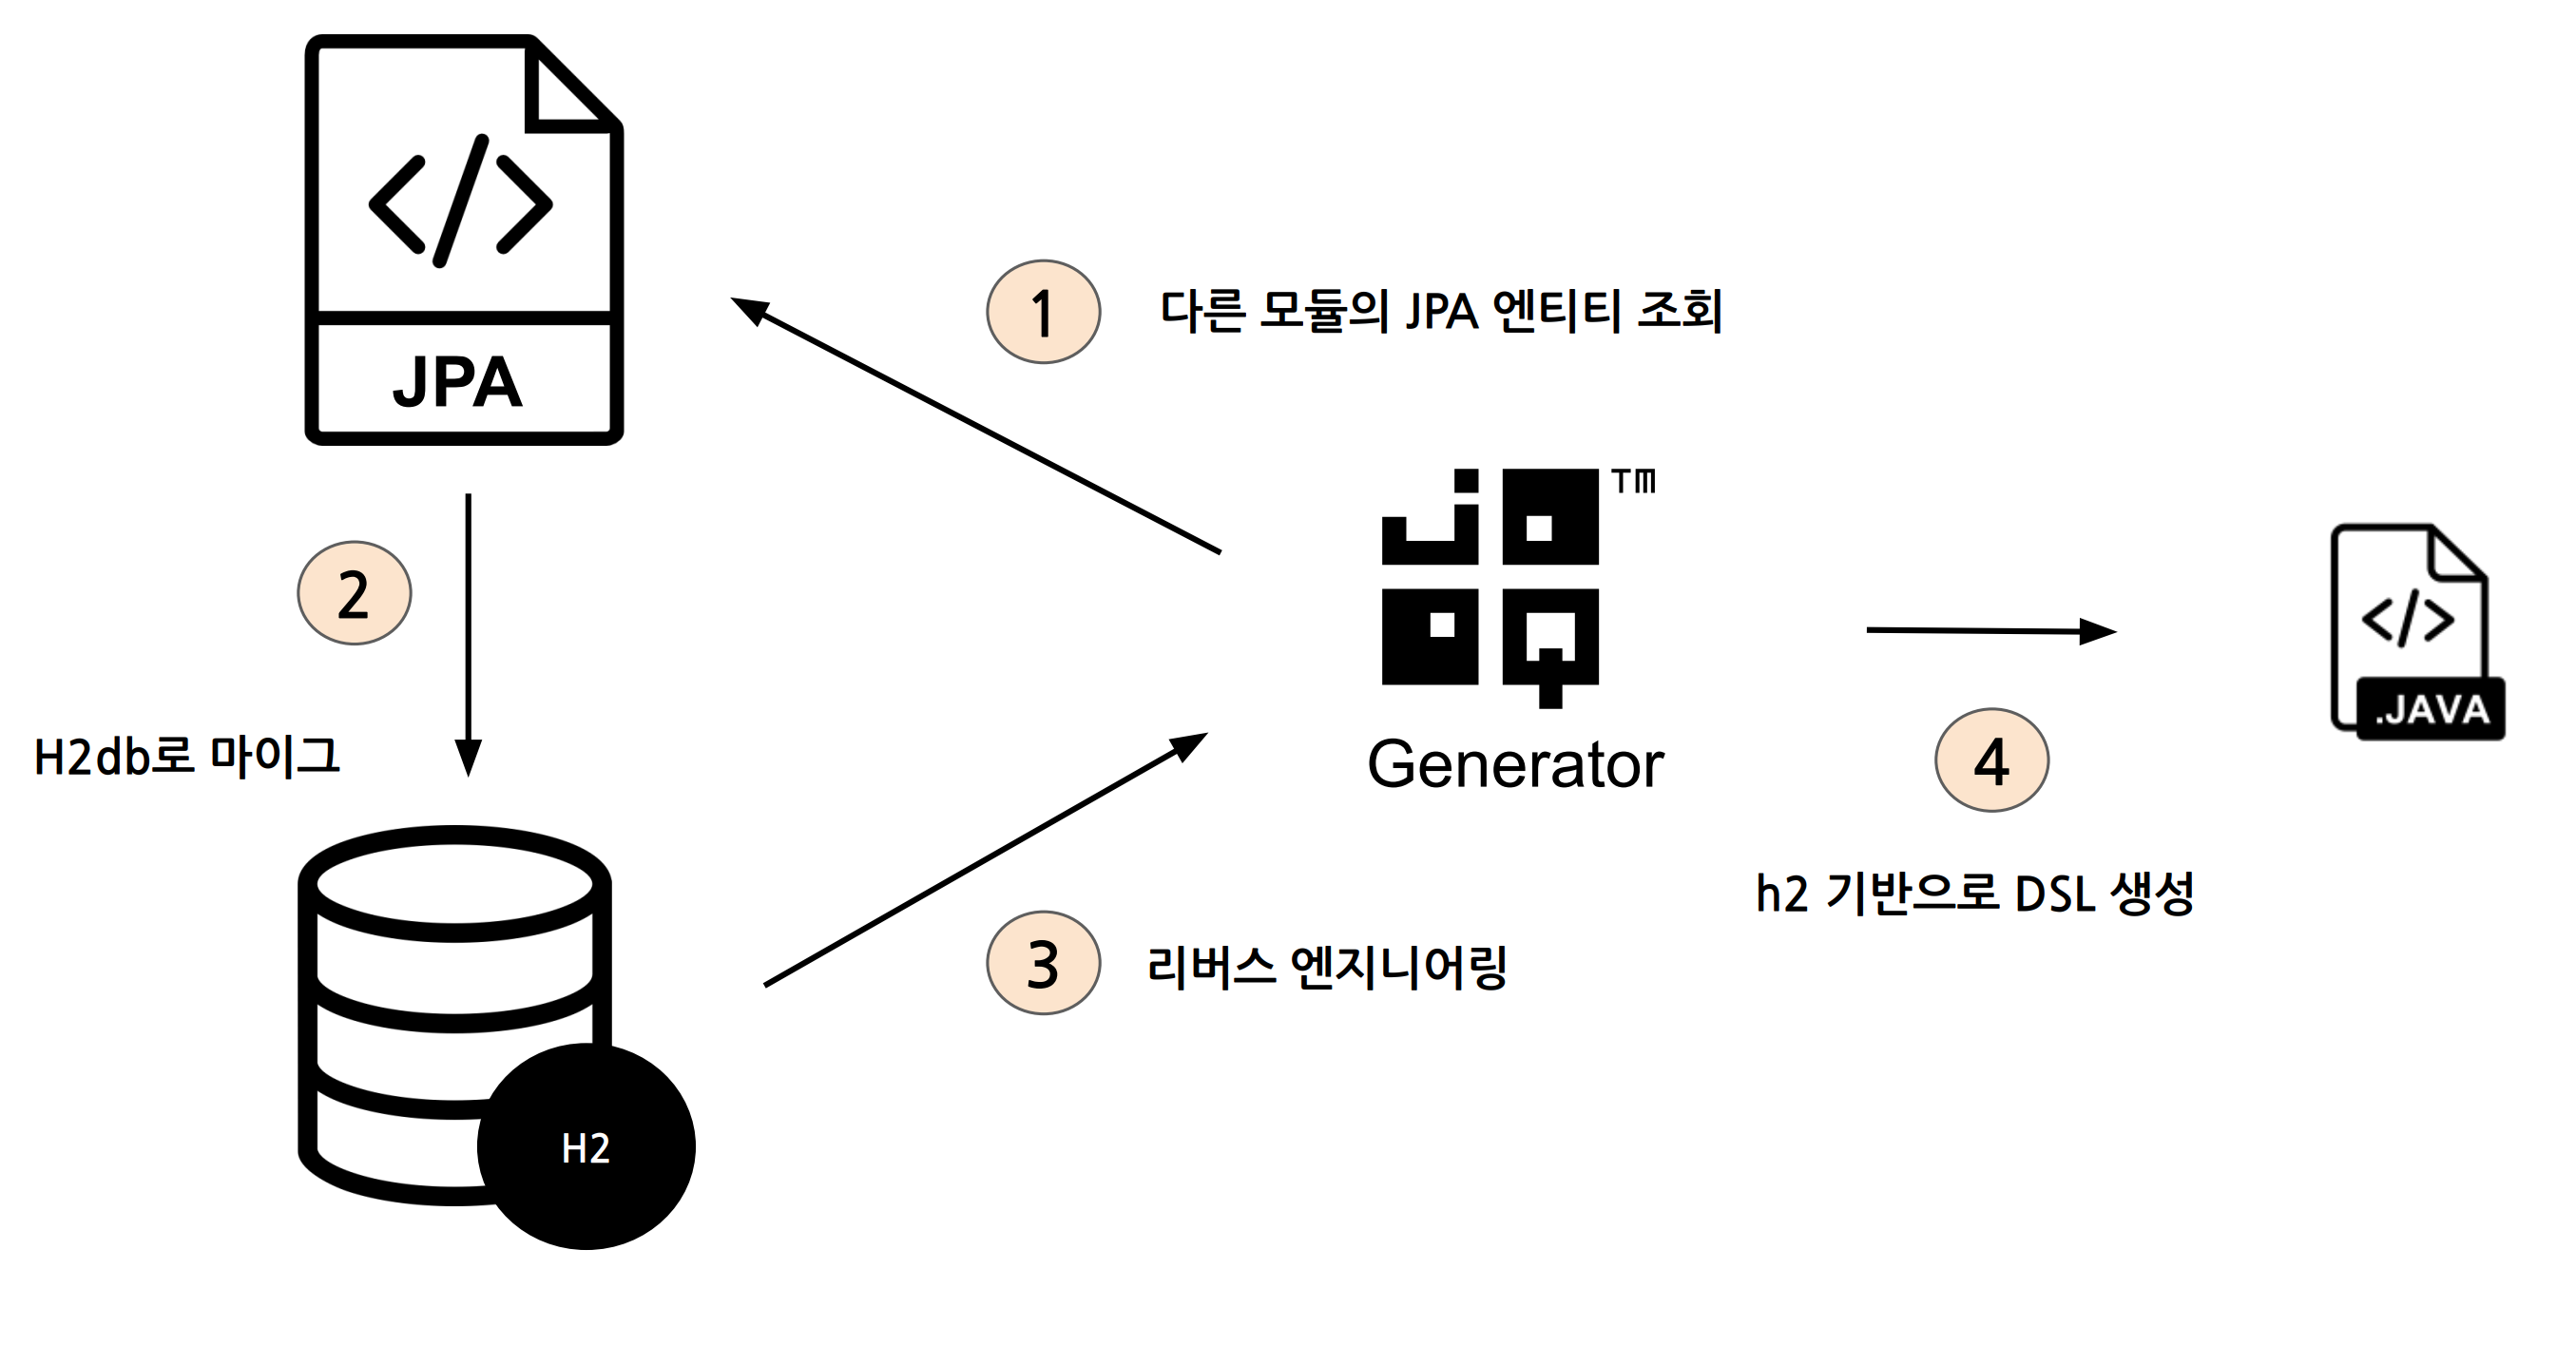 JPA
1
다른 모듈의 JPA 엔티티 조회
2
H2db로 마이그
jOOQ™
Generator
.JAVA
4
h2 기반으로 DSL 생성
3
리버스 엔지니어링
H2